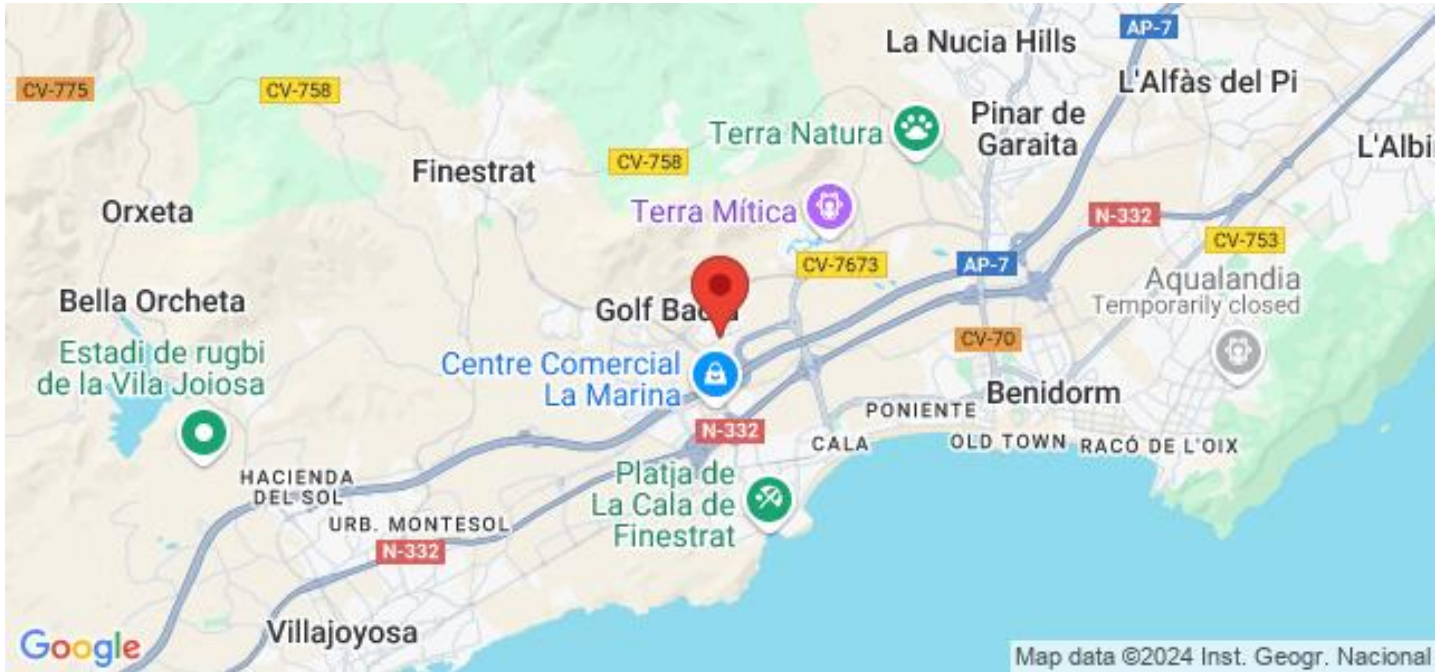 AP-7
La Nucia Hills
L'Alfàs del Pi
CV-775
CV-758
Pinar de
Garaita
Terra Natura
L'Albi
CV-758
Finestrat
Orxeta
Terra Mítica
N-332
CV-753
CV-7673
AP-7
Aqualandia
Temporarily closed
Bella Orcheta
Golf Ba
CV-70
Estadi de rugbi
de la Vila Joiosa
Centre Comercial
La Marina
Benidorm
PONIENTE
N-332
CALA
OLD TOWN
RACÓ DE L'OIX
HACIENDA
DEL SOL
Platja de
La Cala de
Finestrat
URB. MONTESOL
N-332
Villajoyosa
Google
Map data ©2024 Inst. Geogr. Nacional